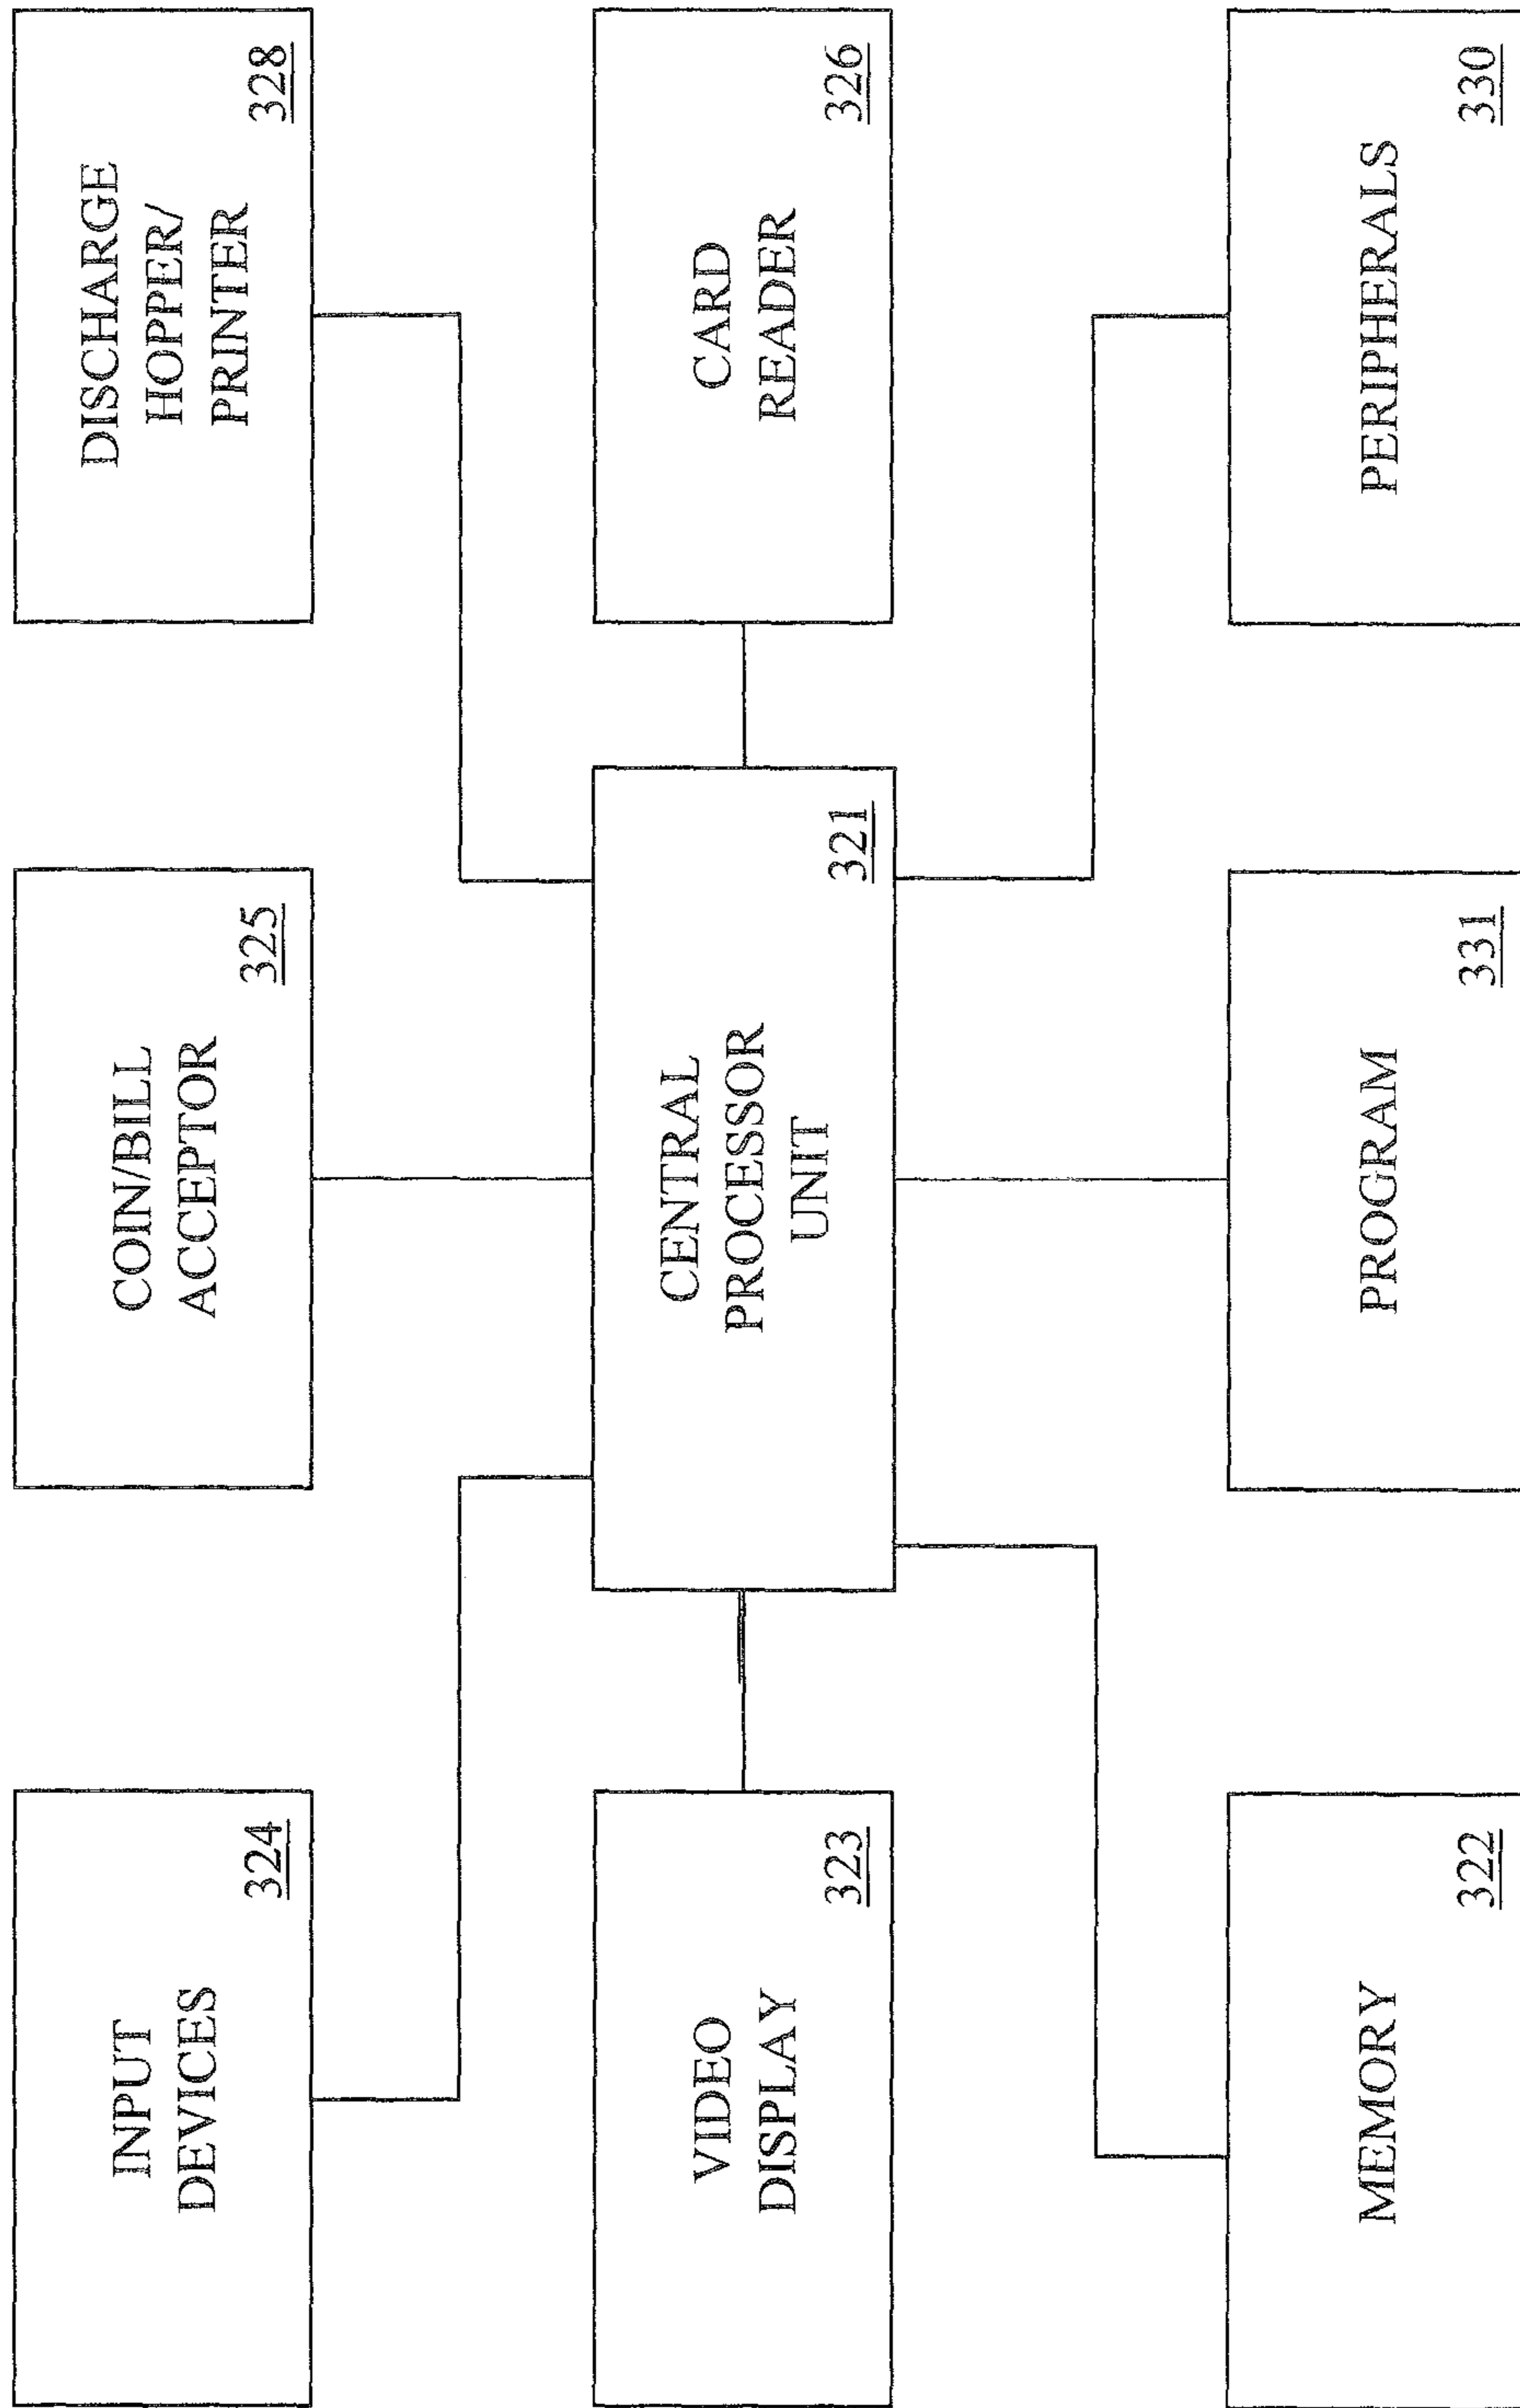 INPUT
DEVICES
324
COIN/BILL
ACCEPTOR
325
DISCHARGE
HOPPER/
PRINTER
328
VIDEO
DISPLAY
323
CENTRAL
PROCESSOR
UNIT
321
CARD
READER
326
MEMORY
322
PROGRAM
331
PERIPHERALS
330